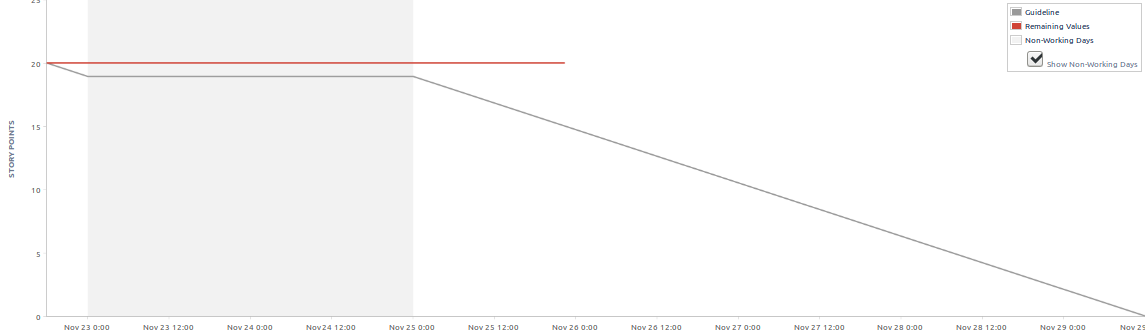 25
Guideline
Remaining Values
Non-Working Days
Show Non-Working Days
20
15
STORY POINTS
10
5
0
Nov 23 0:00 Nov 23 12:00 Nov 24 0:00 Nov 24 12:00 Nov 25 0:00 Nov 25 12:00 Nov 26 0:00 Nov 26 12:00 Nov 27 0:00 Nov 27 12:00 Nov 28 0:00 Nov 28 12:00 Nov 29 0:00 Nov 29